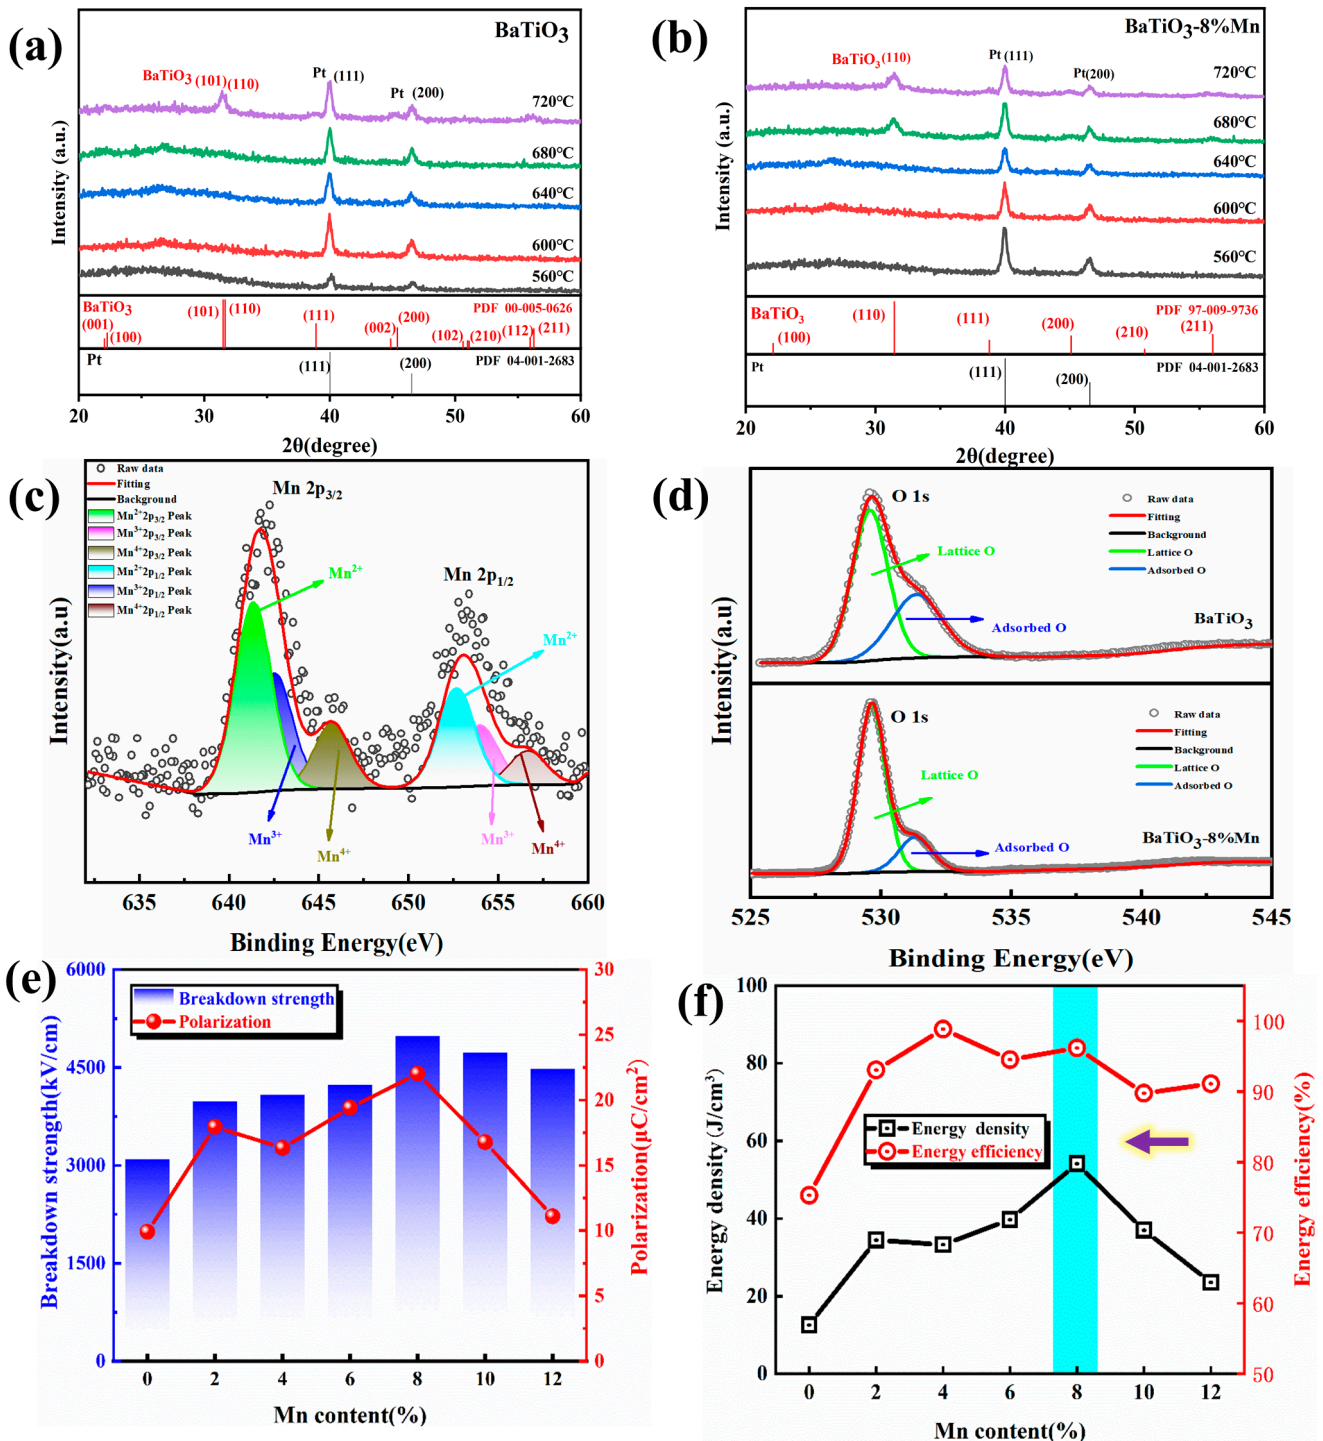 (a)
BaTiO3
BaTiO3 (101) (110)
Pt (111)
Pt (200)
720°C
680°C
640°C
600°C
560°C
Intensity (a.u.)
BaTiO3
PDF 00-005-0626
(001)
(100)
(101)
(110)
(111)
(002)
(200)
(102)
(210)
(112)
(211)
Pt
(111)
(200)
PDF 04-001-2683
20 30 40 50 60
2θ(degree)
(b)
BaTiO3-8%Mn
BaTiO3 (110)
Pt (111)
Pt(200)
720°C
680°C
640°C
600°C
560°C
Intensity (a.u.)
PDF 97-009-9736
BaTiO3
(100)
(110)
(111)
(200)
(210)
(211)
Pt
(111)
(200)
PDF 04-001-2683
20 30 40 50 60
2θ(degree)
(c)
Raw data
Fitting
Background
Mn2+2p3/2 Peak
Mn3+2p3/2 Peak
Mn4+2p3/2 Peak
Mn2+2p1/2 Peak
Mn3+2p1/2 Peak
Mn4+2p1/2 Peak
Mn 2p3/2
Mn 2p1/2
Mn2+
Mn2+
Mn3+
Mn4+
Mn3+
Mn4+
Intensity(a.u)
635 640 645 650 655 660
Binding Energy(eV)
(d)
O 1s
Lattice O
Adsorbed O
Raw data
Fitting
Background
Lattice O
Adsorbed O
BaTiO3
O 1s
Lattice O
Adsorbed O
Raw data
Fitting
Background
Lattice O
Adsorbed O
BaTiO3-8%Mn
Intensity(a.u)
525 530 535 540 545
Binding Energy(eV)
(e)
Breakdown strength
Polarization
6000
4500
3000
1500
0
Breakdown strength(kV/cm)
30
25
20
15
10
5
0
Polarization(μC/cm2)
0 2 4 6 8 10 12
Mn content(%)
(f)
Energy density
Energy efficiency
100
80
60
40
20
0
Energy density(J/cm3)
100
90
80
70
60
50
Energy efficiency(%)
0 2 4 6 8 10 12
Mn content(%)